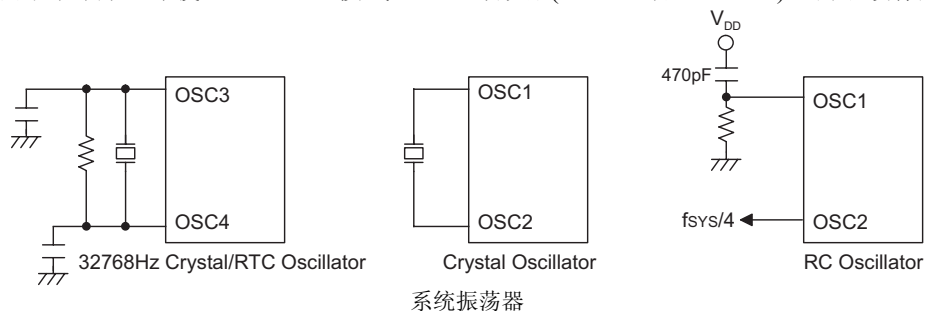 V_DD
470pF
OSC3
OSC4
32768Hz Crystal/RTC Oscillator
OSC1
OSC2
Crystal Oscillator
OSC1
fsys/4
OSC2
RC Oscillator
系统振荡器